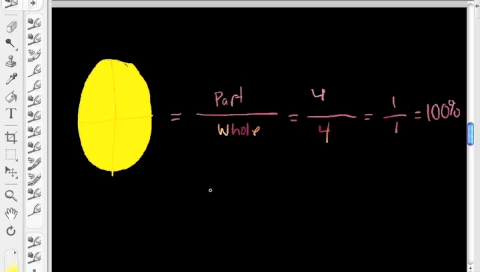 = Part / Whole = 4 / 4 = 1 / 1 = 100%